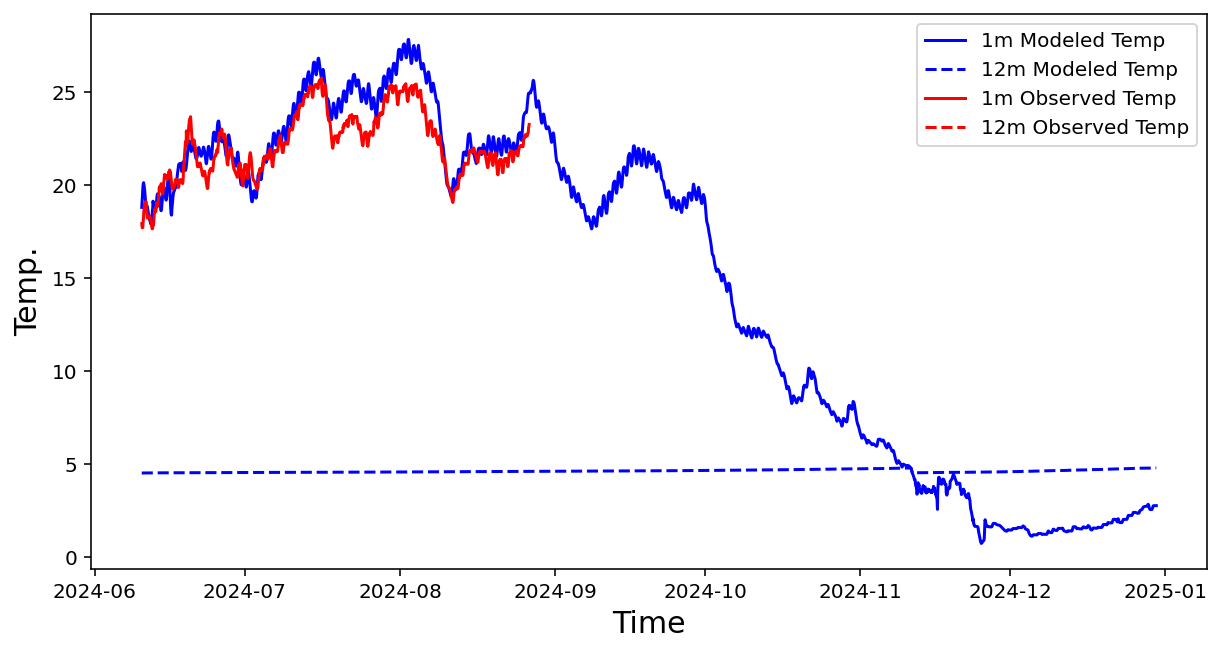 1m Modeled Temp
12m Modeled Temp
1m Observed Temp
12m Observed Temp
25
20
15
10
5
0
Temp.
2024-06 2024-07 2024-08 2024-09 2024-10 2024-11 2024-12 2025-01
Time